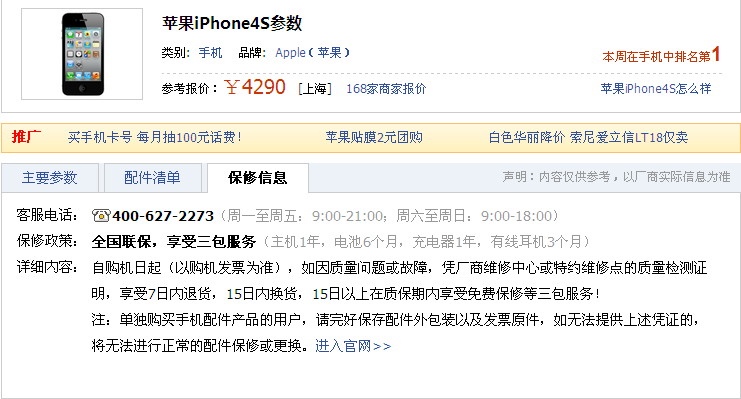 苹果iPhone4S参数
类别：手机 品牌：Apple（苹果）
本周在手机中排名第1
参考报价：￥4290 [上海] 168家商家报价
苹果iPhone4S怎么样
推广 买手机卡号 每月抽100元话费！ 苹果贴膜2元团购 白色华丽降价 索尼爱立信LT18仅卖
主要参数 配件清单 保修信息 声明：内容仅供参考，以厂商实际信息为准
客服电话：☎400-627-2273（周一至周五：9:00-21:00；周六至周日：9:00-18:00）
保修政策：全国联保，享受三包服务（主机1年，电池6个月，充电器1年，有线耳机3个月）
详细内容：自购机日起（以购机发票为准），如因质量问题或故障，凭厂商维修中心或特约维修点的质量检测证
明，享受7日内退货，15日内换货，15日以上在质保期内享受免费保修等三包服务！
注：单独购买手机配件产品的用户，请完好保存配件外包装以及发票原件，如无法提供上述凭证的，
将无法进行正常的配件保修或更换。进入官网>>